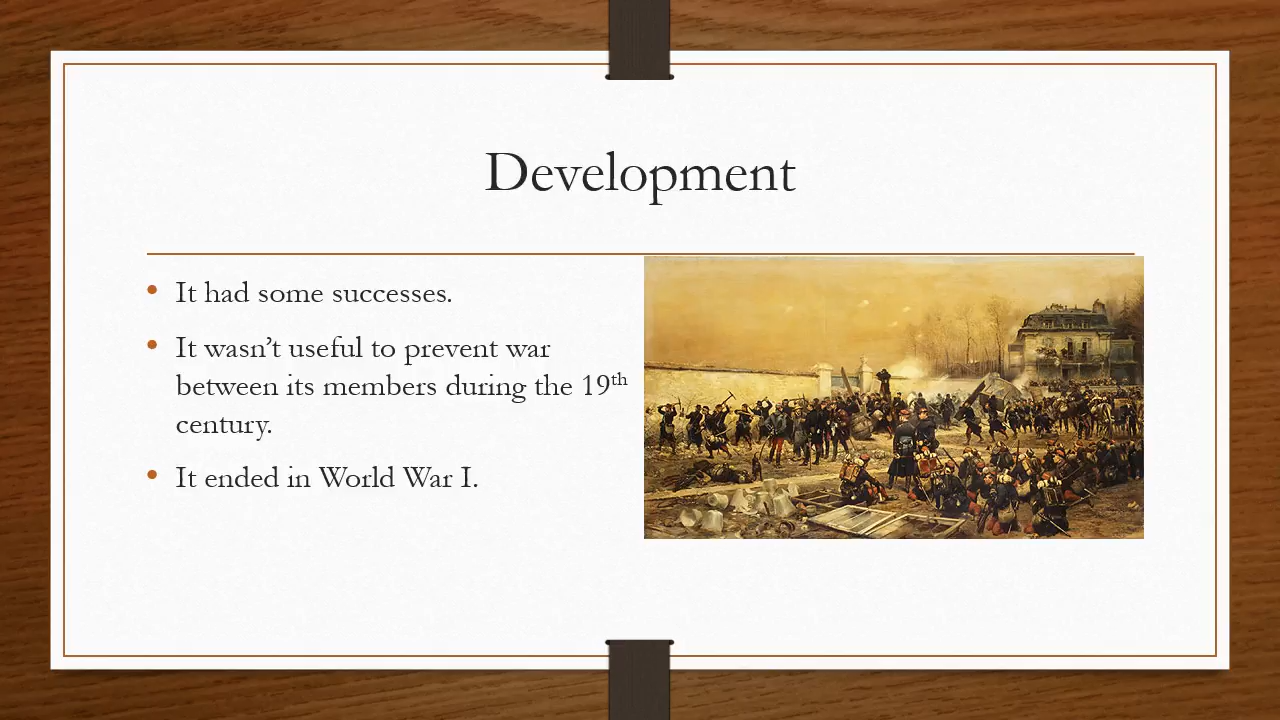 Development
• It had some successes.
• It wasn’t useful to prevent war
between its members during the 19th
century.
• It ended in World War I.